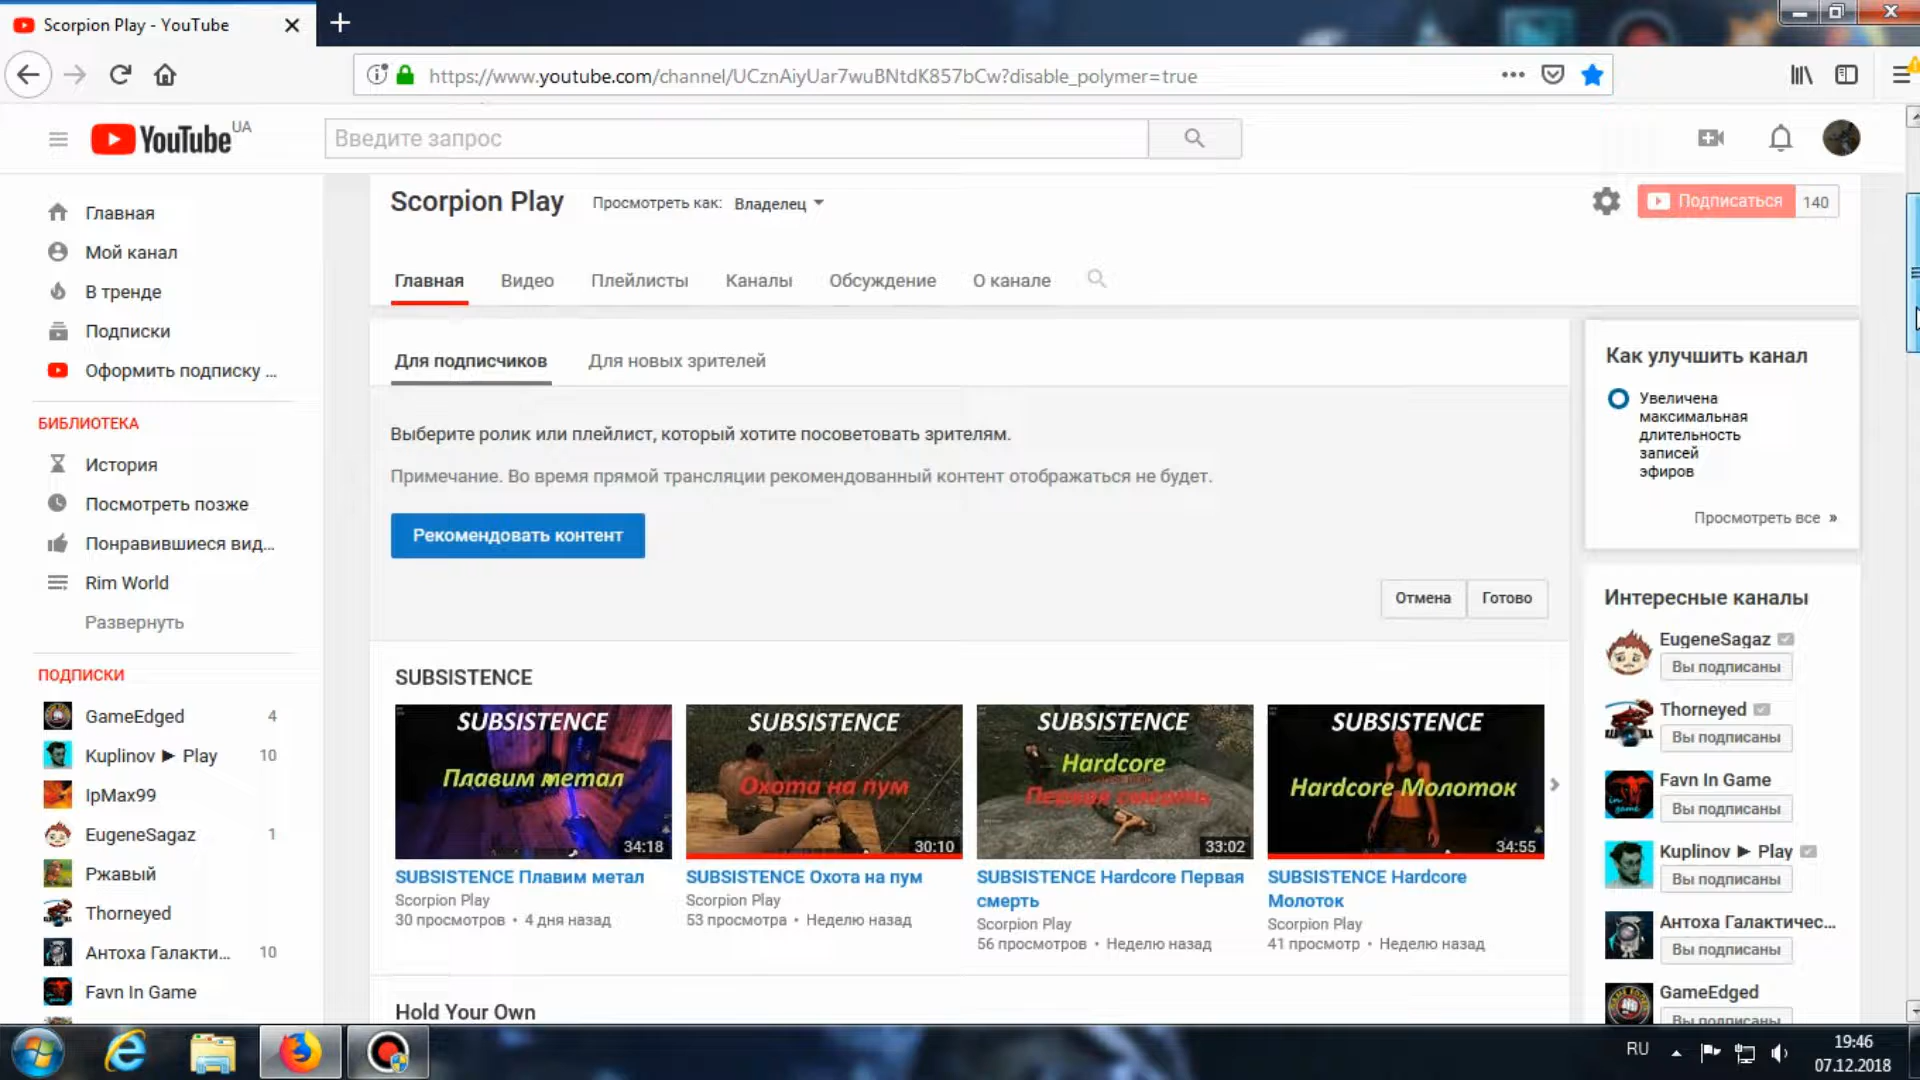 Scorpion Play - YouTube
https://www.youtube.com/channel/UCznAiyUar7wuBNtdK857bCw?disable_polymer=true
YouTube UA
Введите запрос
Главная
Мой канал
В тренде
Подписки
Оформить подписку ...
БИБЛИОТЕКА
История
Посмотреть позже
Понравившиеся вид...
Rim World
Развернуть
ПОДПИСКИ
GameEdged 4
Kuplinov ► Play 10
IpMax99
EugeneSagaz 1
Ржавый
Thorneyed
Антоха Галакти... 10
Favn In Game
Scorpion Play Просмотреть как: Владелец
Подписаться 140
Главная Видео Плейлисты Каналы Обсуждение О канале
Для подписчиков Для новых зрителей
Выберите ролик или плейлист, который хотите посоветовать зрителям.
Примечание. Во время прямой трансляции рекомендованный контент отображаться не будет.
Рекомендовать контент
Отмена Готово
SUBSISTENCE
SUBSISTENCE
Плавим метал
34:18
SUBSISTENCE Плавим метал
Scorpion Play
30 просмотров • 4 дня назад
SUBSISTENCE
Охота на пум
30:10
SUBSISTENCE Охота на пум
Scorpion Play
53 просмотра • Неделю назад
SUBSISTENCE
Hardcore
Первая смерть
33:02
SUBSISTENCE Hardcore Первая
смерть
Scorpion Play
56 просмотров • Неделю назад
SUBSISTENCE
Hardcore Молоток
34:55
SUBSISTENCE Hardcore
Молоток
Scorpion Play
41 просмотр • Неделю назад
Hold Your Own
Как улучшить канал
Увеличена
максимальная
длительность
записей
эфиров
Просмотреть все »
Интересные каналы
EugeneSagaz
Вы подписаны
Thorneyed
Вы подписаны
Favn In Game
Вы подписаны
Kuplinov ► Play
Вы подписаны
Антоха Галактичес...
Вы подписаны
GameEdged
Вы подписаны
RU
19:46
07.12.2018